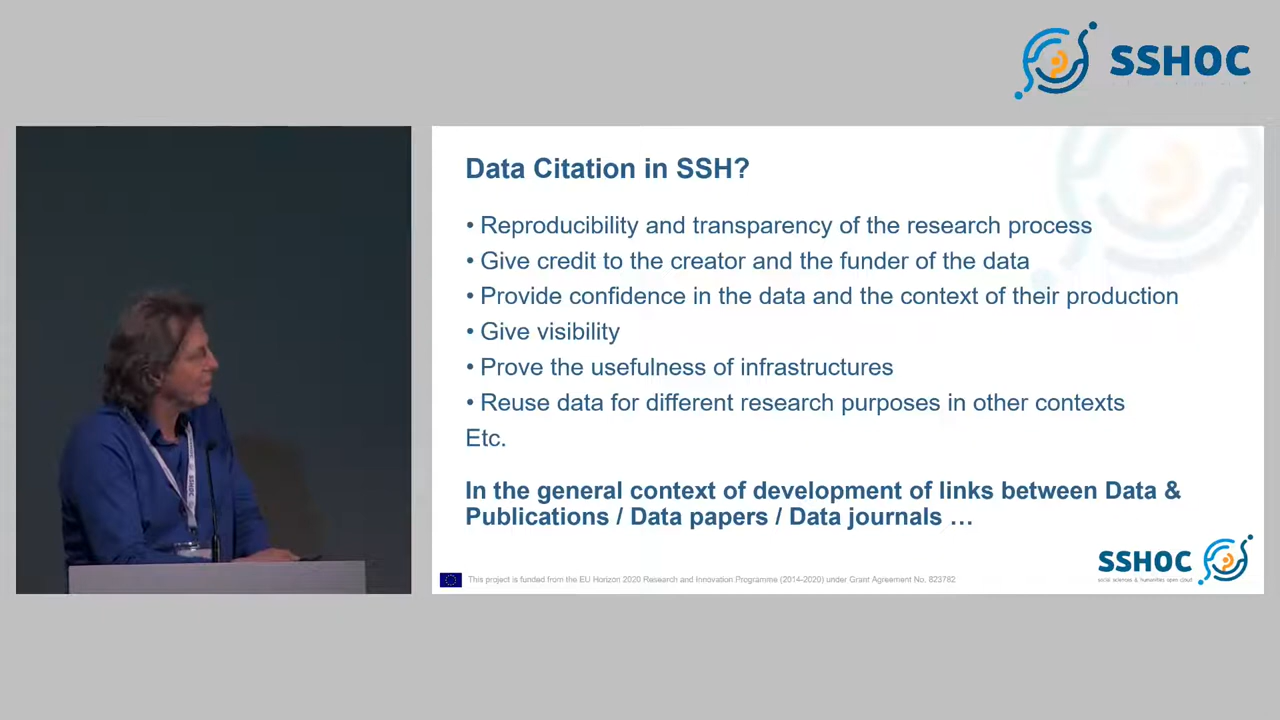 SSHOC
Data Citation in SSH?
• Reproducibility and transparency of the research process
• Give credit to the creator and the funder of the data
• Provide confidence in the data and the context of their production
• Give visibility
• Prove the usefulness of infrastructures
• Reuse data for different research purposes in other contexts
Etc.
In the general context of development of links between Data &
Publications / Data papers / Data journals …
SSHOC
social sciences & humanities open cloud
This project is funded from the EU Horizon 2020 Research and Innovation Programme (2014-2020) under Grant Agreement No. 823782
SSHOC